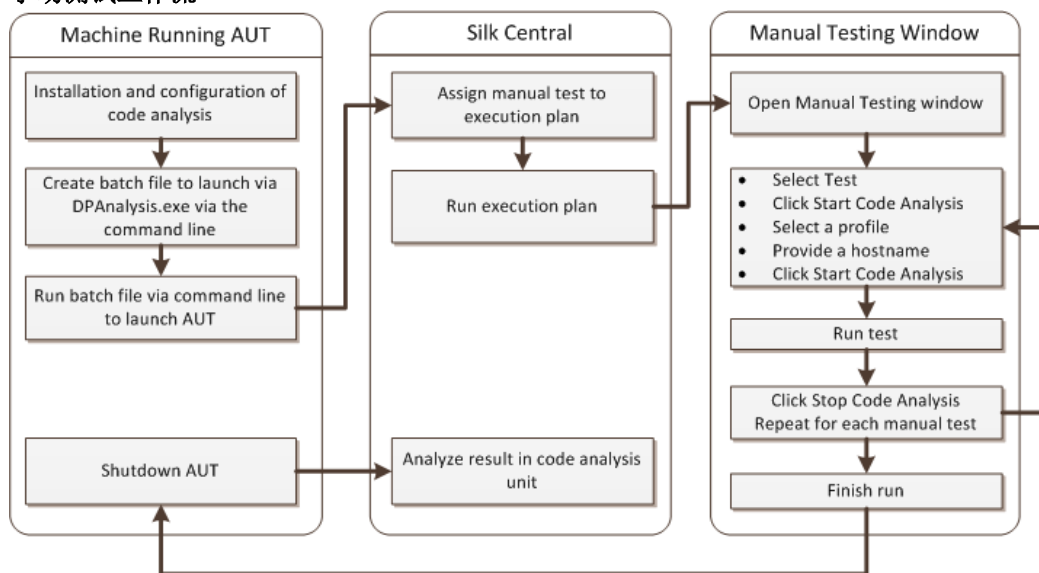 Machine Running AUT
Installation and configuration of
code analysis
Create batch file to launch via
DPAnalysis.exe via the
command line
Run batch file via command line
to launch AUT
Shutdown AUT
Silk Central
Assign manual test to
execution plan
Run execution plan
Analyze result in code analysis
unit
Manual Testing Window
Open Manual Testing window
• Select Test
• Click Start Code Analysis
• Select a profile
• Provide a hostname
• Click Start Code Analysis
Run test
Click Stop Code Analysis
Repeat for each manual test
Finish run